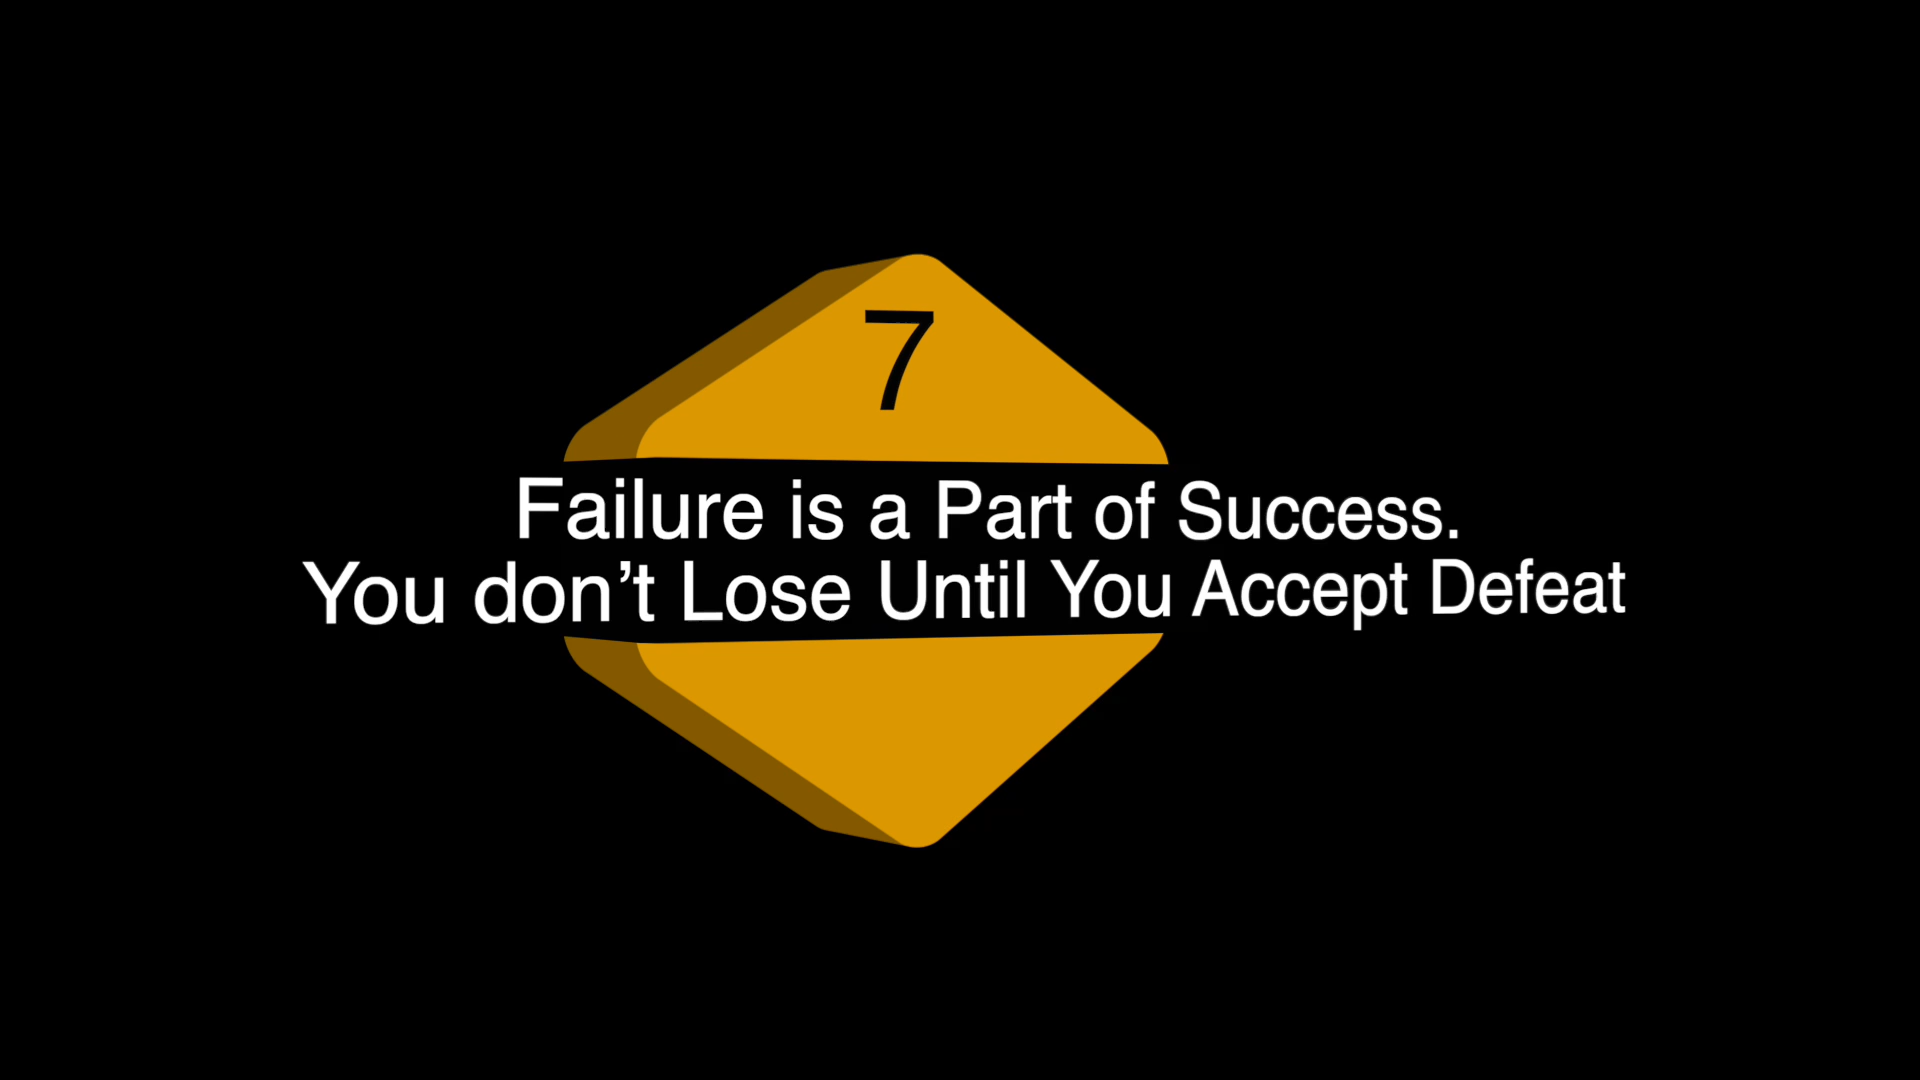 7
Failure is a Part of Success.
You don’t Lose Until You Accept Defeat